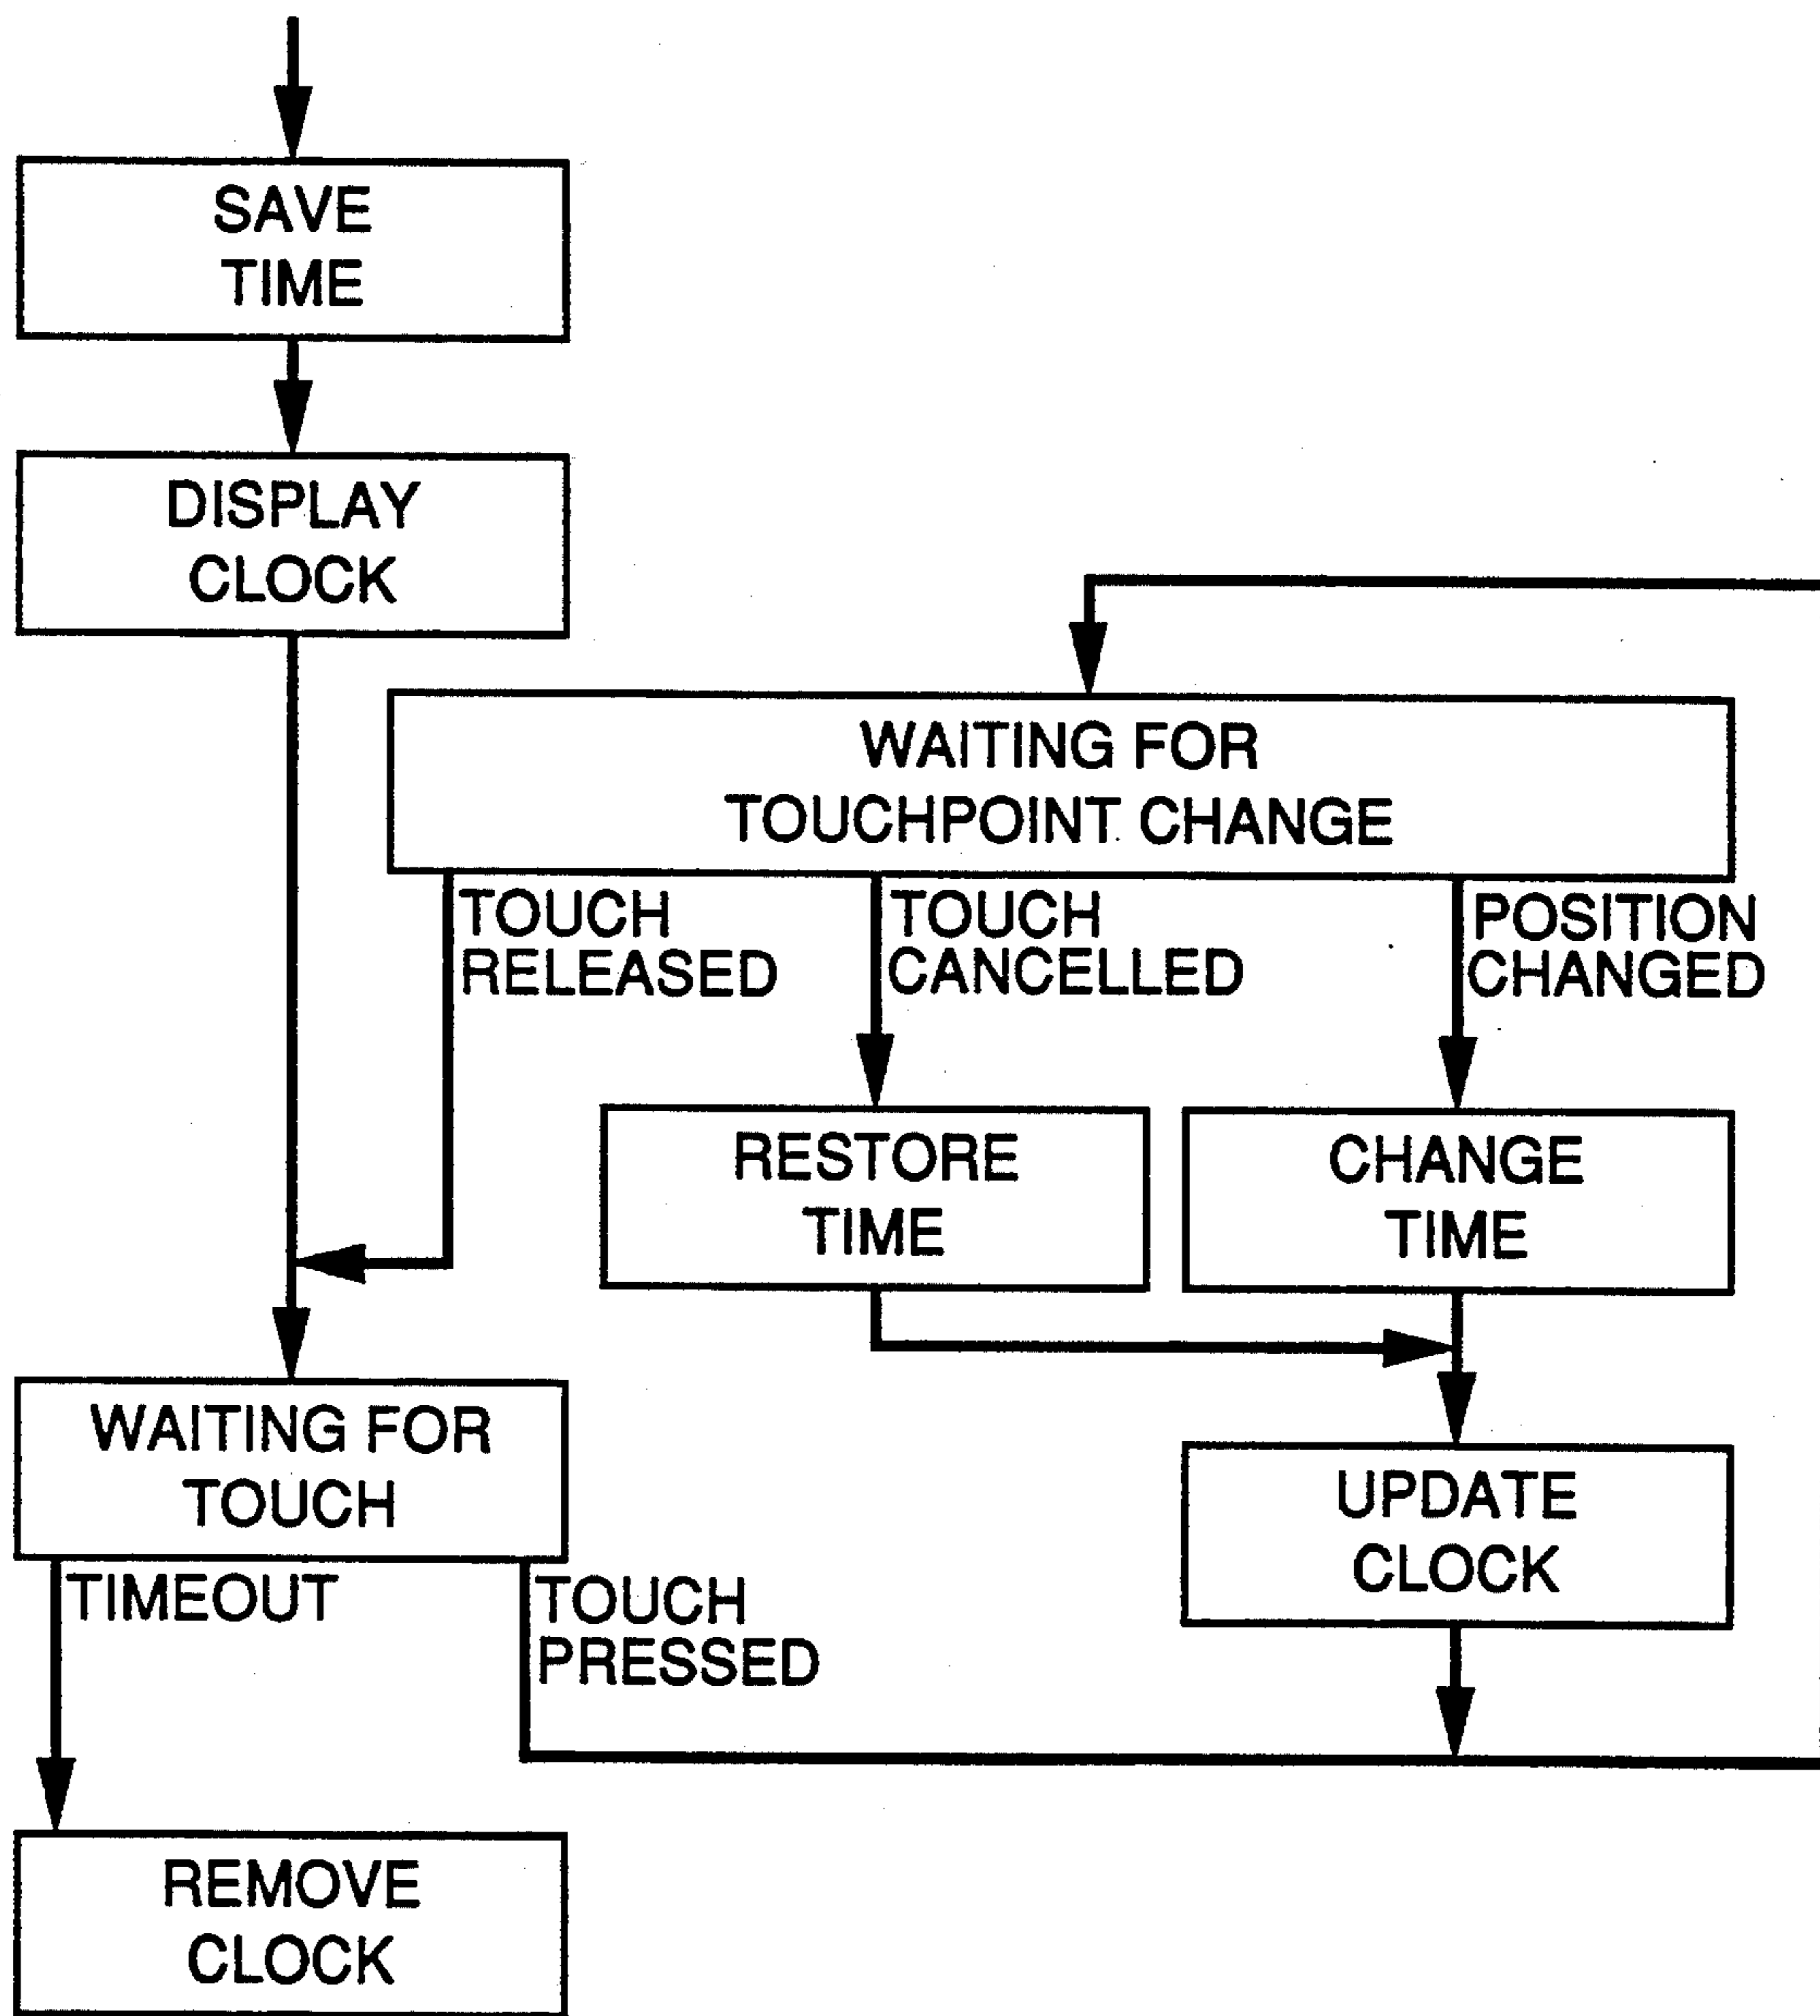 SAVE
TIME
DISPLAY
CLOCK
WAITING FOR
TOUCHPOINT CHANGE
TOUCH
RELEASED
TOUCH
CANCELLED
POSITION
CHANGED
RESTORE
TIME
CHANGE
TIME
WAITING FOR
TOUCH
UPDATE
CLOCK
TIMEOUT
TOUCH
PRESSED
REMOVE
CLOCK